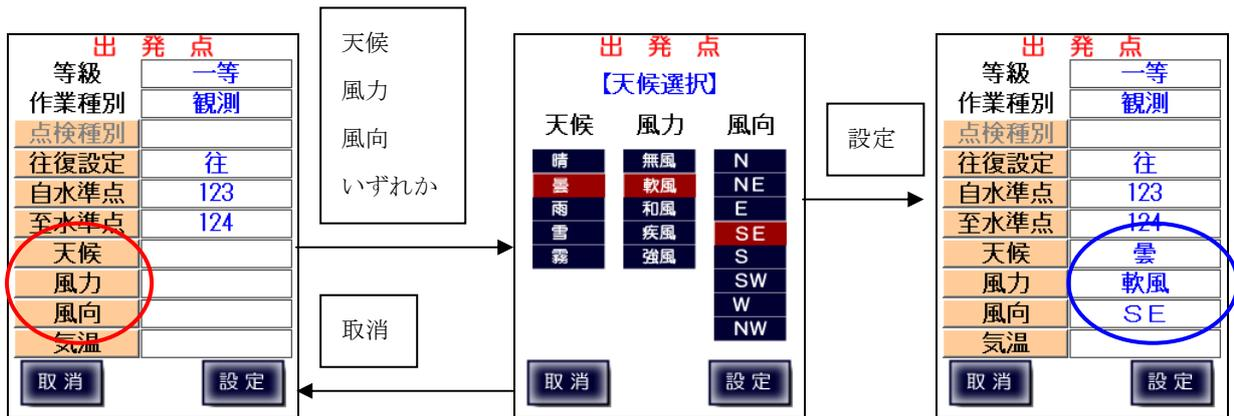 出 発 点
等級 一等
作業種別 観測
点検種別
往復設定 往
自水準点 123
至水準点 124
天候
風力
風向
気温
取 消 設 定
天候
風力
風向
いずれか
取消
出 発 点
【天候選択】
天候 風力 風向
晴 無風 N
曇 軟風 NE
雨 和風 E
雪 疾風 SE
霧 強風 S
SW
W
NW
取 消 設 定
設定
出 発 点
等級 一等
作業種別 観測
点検種別
往復設定 往
自水準点 123
至水準点 124
天候 曇
風力 軟風
風向 SE
気温
取 消 設 定